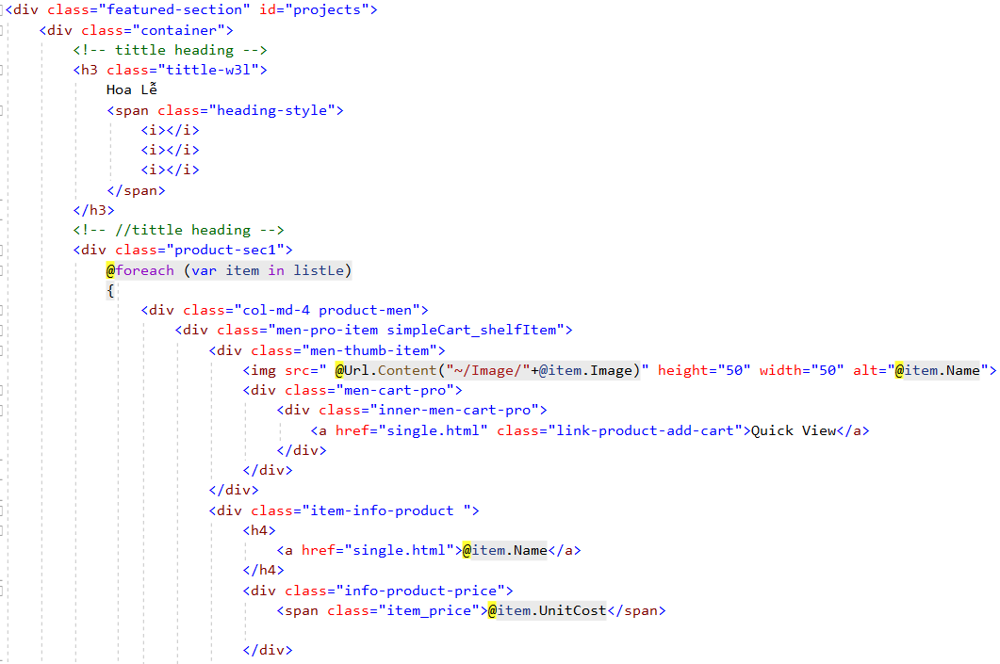 <div class="featured-section" id="projects">
<div class="container">
<!-- tittle heading -->
<h3 class="tittle-w3l">
Hoa Lễ
<span class="heading-style">
<i></i>
<i></i>
<i></i>
</span>
</h3>
<!-- //tittle heading -->
<div class="product-sec1">
@foreach (var item in listLe)
{
<div class="col-md-4 product-men">
<div class="men-pro-item simpleCart_shelfItem">
<div class="men-thumb-item">
<img src=" @Url.Content("~/Image/"+@item.Image)" height="50" width="50" alt="@item.Name">
<div class="men-cart-pro">
<div class="inner-men-cart-pro">
<a href="single.html" class="link-product-add-cart">Quick View</a>
</div>
</div>
</div>
<div class="item-info-product ">
<h4>
<a href="single.html">@item.Name</a>
</h4>
<div class="info-product-price">
<span class="item_price">@item.UnitCost</span>
</div>